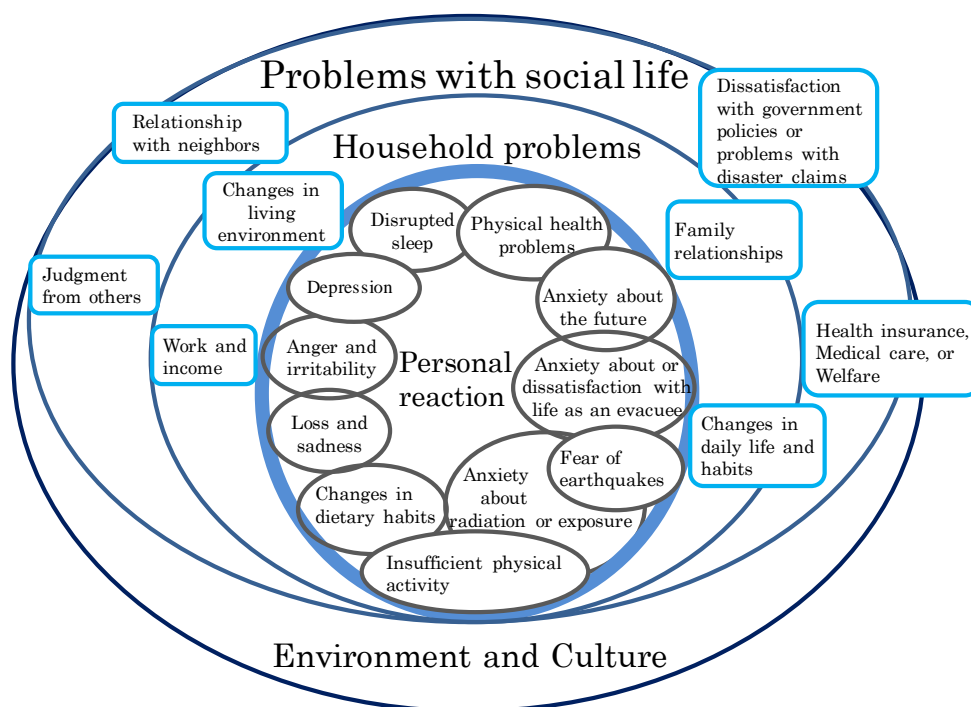 Problems with social life
Dissatisfaction
with government
policies or
problems with
disaster claims
Relationship
with neighbors
Household problems
Changes in
living
environment
Disrupted
sleep
Physical health
problems
Family
relationships
Judgment
from others
Depression
Anxiety about
the future
Work and
income
Anger and
irritability
Personal
reaction
Anxiety about or
dissatisfaction with
life as an evacuee
Health insurance,
Medical care, or
Welfare
Loss and
sadness
Changes in
daily life and
habits
Fear of
earthquakes
Changes in
dietary habits
Anxiety
about
radiation or exposure
Insufficient physical
activity
Environment and Culture